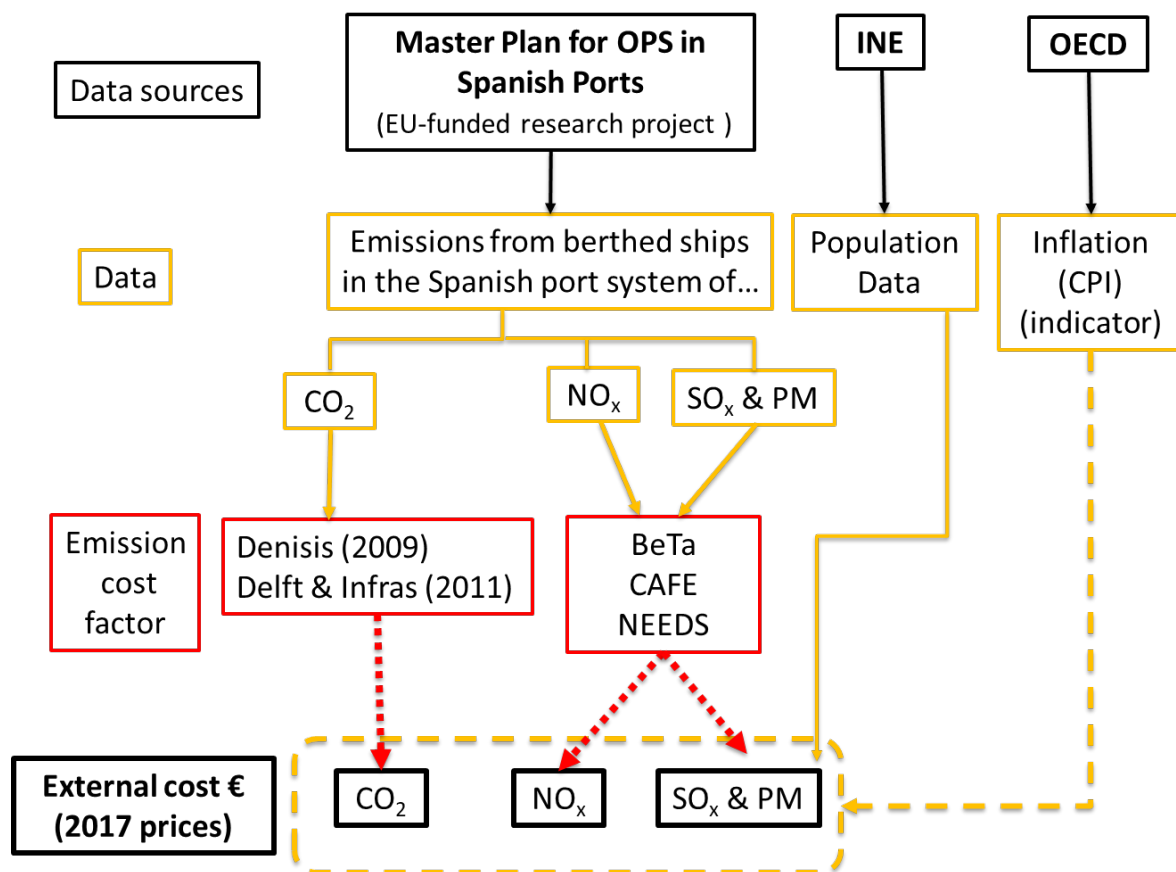 Data sources
Master Plan for OPS in
Spanish Ports
(EU-funded research project )
INE
OECD
Data
Emissions from berthed ships
in the Spanish port system of...
Population
Data
Inflation
(CPI)
(indicator)
CO₂
NOₓ
SOₓ & PM
Emission
cost
factor
Denisis (2009)
Delft & Infras (2011)
BeTa
CAFE
NEEDS
External cost €
(2017 prices)
CO₂
NOₓ
SOₓ & PM